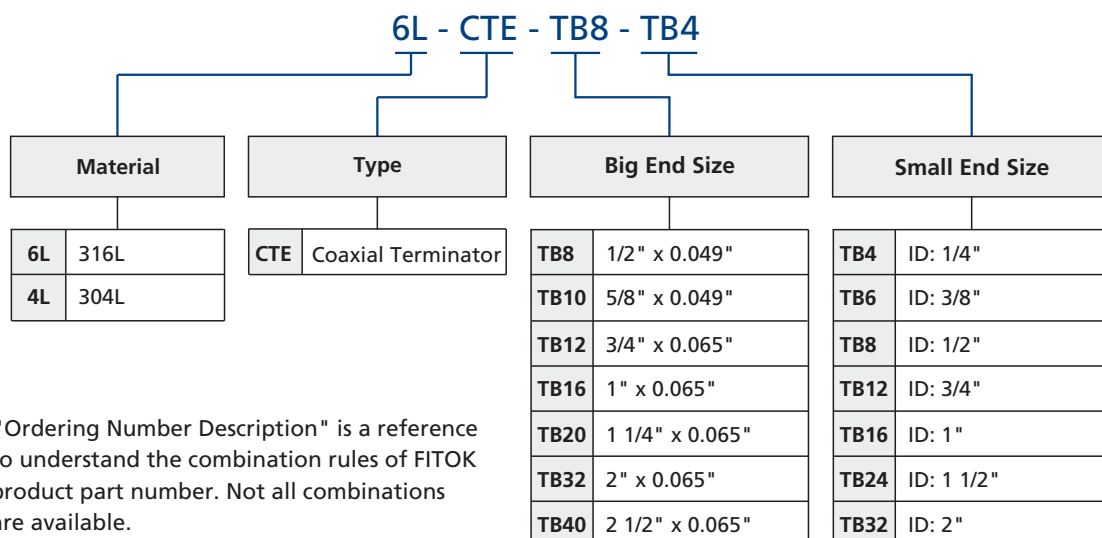 6L - CTE - TB8 - TB4
Material
6L 316L
4L 304L
Type
CTE Coaxial Terminator
Big End Size
TB8 1/2" x 0.049"
TB10 5/8" x 0.049"
TB12 3/4" x 0.065"
TB16 1" x 0.065"
TB20 1 1/4" x 0.065"
TB32 2" x 0.065"
TB40 2 1/2" x 0.065"
Small End Size
TB4 ID: 1/4"
TB6 ID: 3/8"
TB8 ID: 1/2"
TB12 ID: 3/4"
TB16 ID: 1"
TB24 ID: 1 1/2"
TB32 ID: 2"
"Ordering Number Description" is a reference
to understand the combination rules of FITOK
product part number. Not all combinations
are available.